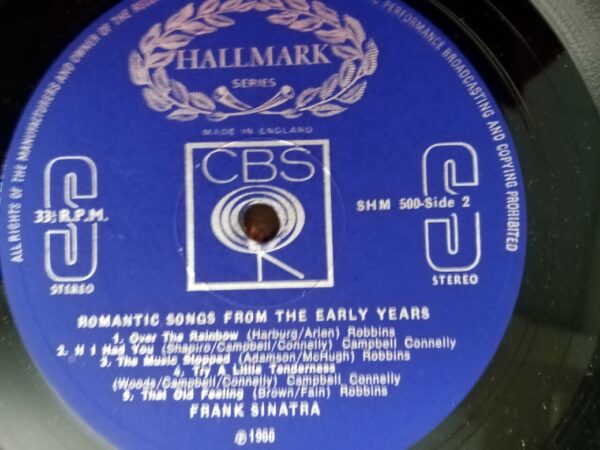 ALL RIGHTS OF THE MANUFACTURERS AND OWNER OF THE
PERFORMANCE BROADCASTING AND COPYING PROHIBITED
HALLMARK
SERIES
MADE IN ENGLAND
CBS
33⅓ R.P.M.
S
STEREO
SHM 500-Side 2
S
STEREO
ROMANTIC SONGS FROM THE EARLY YEARS
1. Over The Rainbow (Harburg/Arlen) Robbins
2. If I Had You (Shapiro/Campbell/Connelly) Campbell Connelly
3. The Music Stopped (Adamson/McHugh) Robbins
4. Try A Little Tenderness
(Woods/Campbell/Connelly) Campbell Connelly
5. That Old Feeling (Brown/Fain) Robbins
FRANK SINATRA
℗ 1966